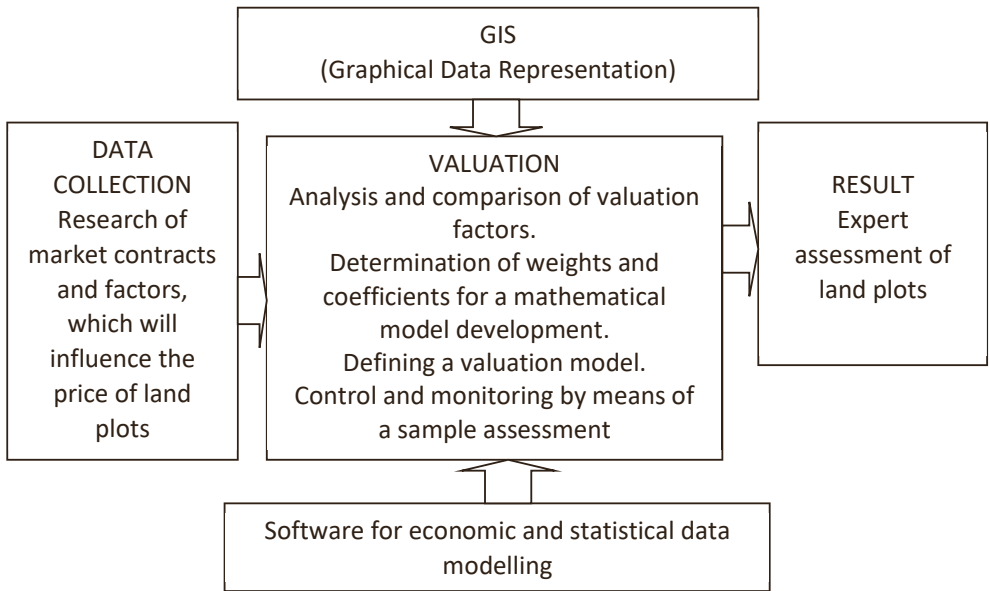 GIS
(Graphical Data Representation)
DATA
COLLECTION
Research of
market contracts
and factors,
which will
influence the
price of land
plots
VALUATION
Analysis and comparison of valuation
factors.
Determination of weights and
coefficients for a mathematical
model development.
Defining a valuation model.
Control and monitoring by means of
a sample assessment
RESULT
Expert
assessment of
land plots
Software for economic and statistical data
modelling